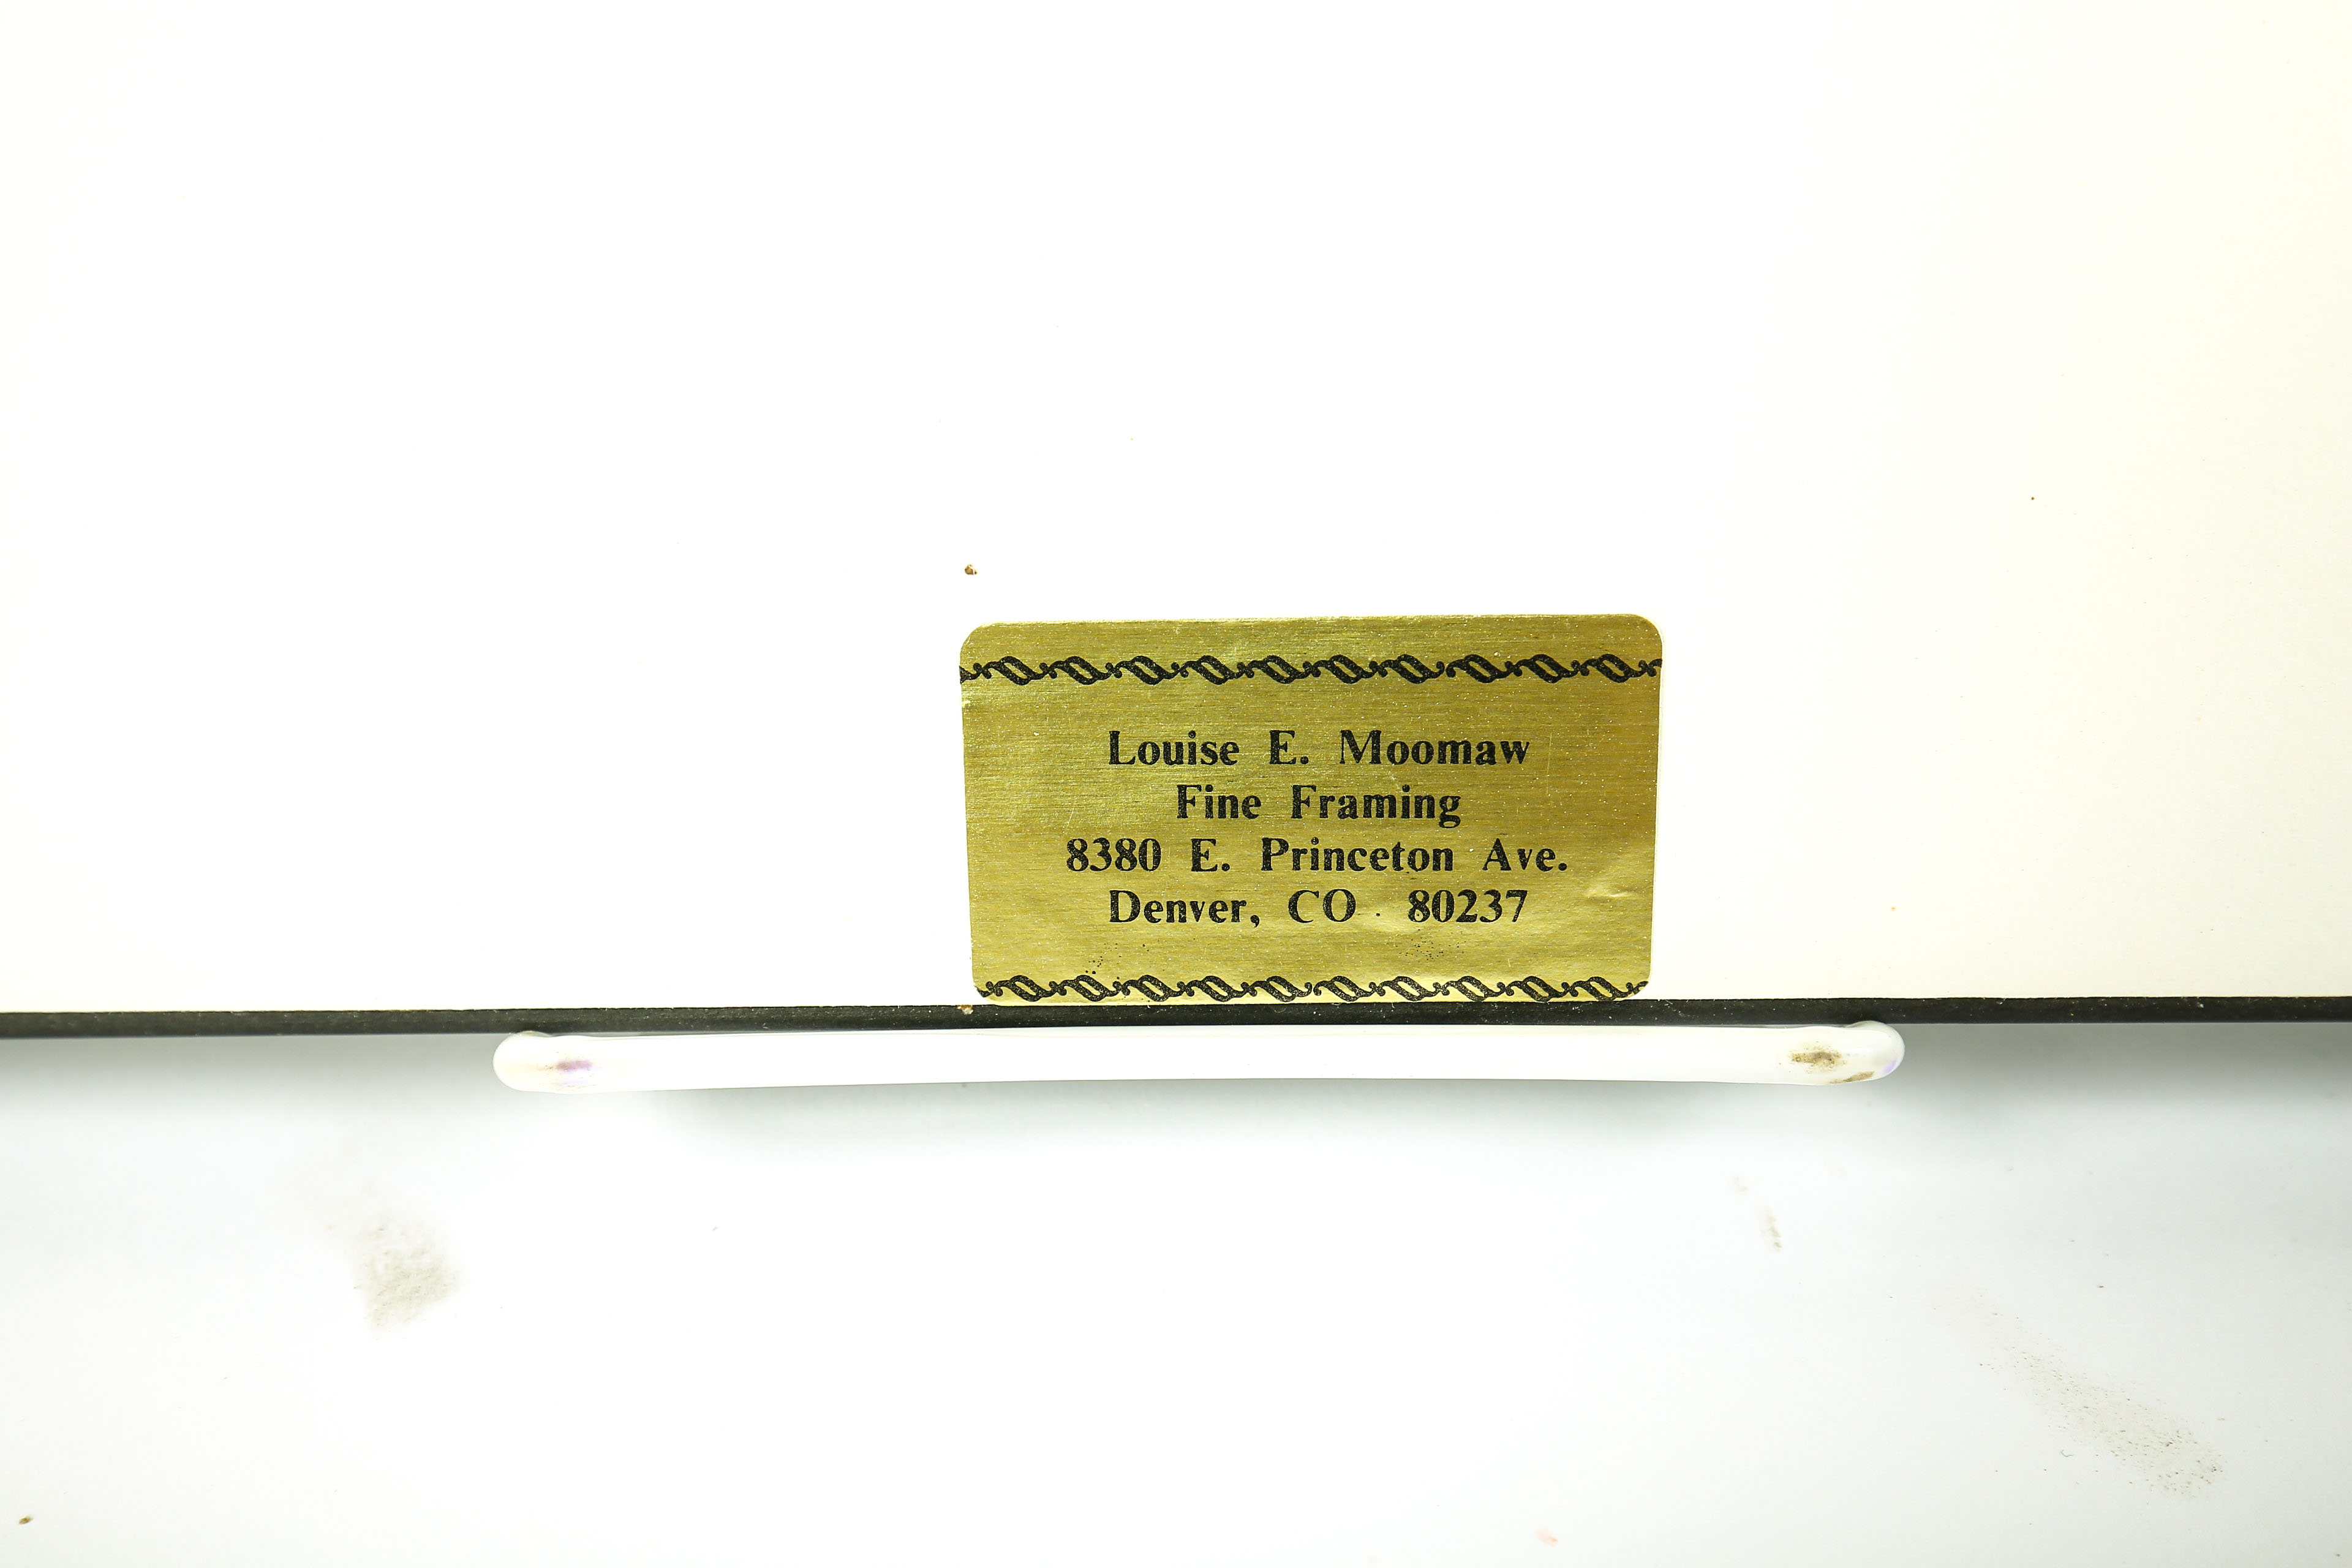 Louise E. Moomaw
Fine Framing
8380 E. Princeton Ave.
Denver, CO 80237